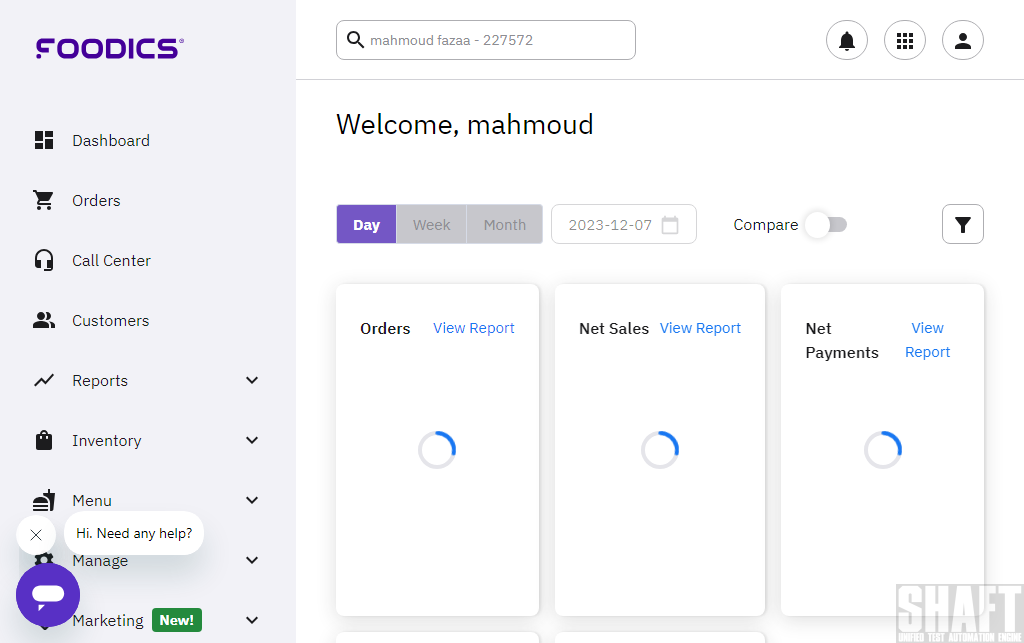 FOODICS
mahmoud fazaa - 227572
Dashboard
Orders
Call Center
Customers
Reports
Inventory
Menu
Hi. Need any help?
Manage
Marketing New!
Welcome, mahmoud
Day Week Month 2023-12-07 Compare
Orders View Report
Net Sales View Report
Net Payments
View Report
SHAFT
UNIFIED TEST AUTOMATION ENGINE